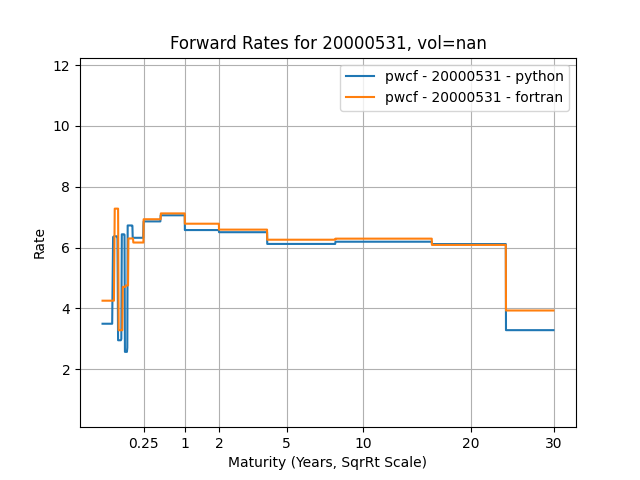 Forward Rates for 20000531, vol=nan
pwcf - 20000531 - python
pwcf - 20000531 - fortran
12
10
8
6
4
2
Rate
0.25 1 2 5 10 20 30
Maturity (Years, SqrRt Scale)